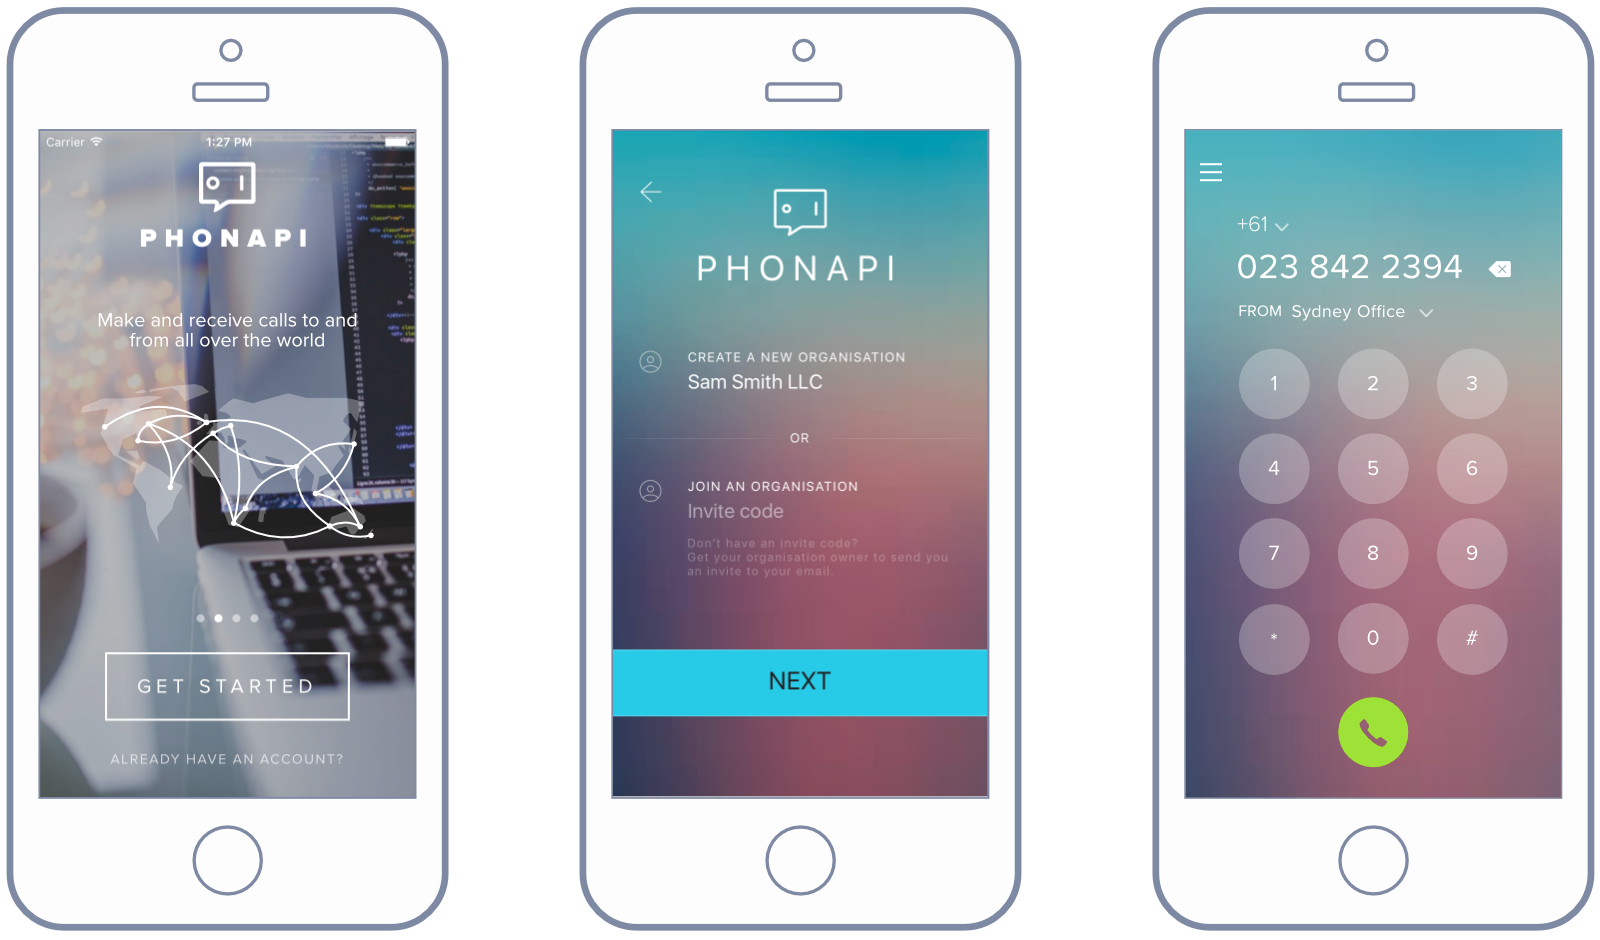 Carrier
1:27 PM
PHONAPI
Make and receive calls to and
from all over the world
GET STARTED
ALREADY HAVE AN ACCOUNT?
PHONAPI
CREATE A NEW ORGANISATION
Sam Smith LLC
OR
JOIN AN ORGANISATION
Invite code
Don't have an invite code?
Get your organisation owner to send you
an invite to your email.
NEXT
+61
023 842 2394
FROM Sydney Office
1 2 3
4 5 6
7 8 9
* 0 #